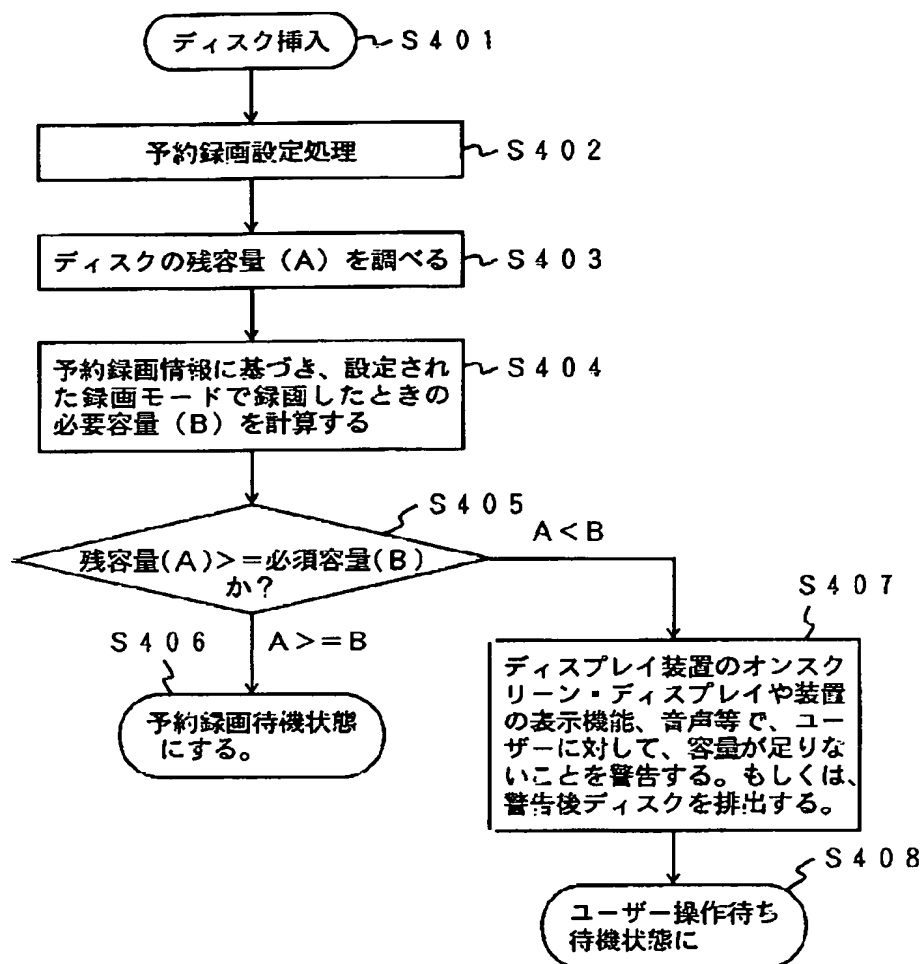 ディスク挿入
S401
予約録画設定処理
S402
ディスクの残容量（A）を調べる
S403
予約録画情報に基づき、設定され
た録画モードで録画したときの
必要容量（B）を計算する
S404
S405
残容量(A)>=必須容量(B)
か?
A<B
S406
A>=B
予約録画待機状態
にする。
S407
ディスプレイ装置のオンスク
リーン・ディスプレイや装置
の表示機能、音声等で、ユー
ザーに対して、容量が足りな
いことを警告する。もしくは、
警告後ディスクを排出する。
S408
ユーザー操作待ち
待機状態に